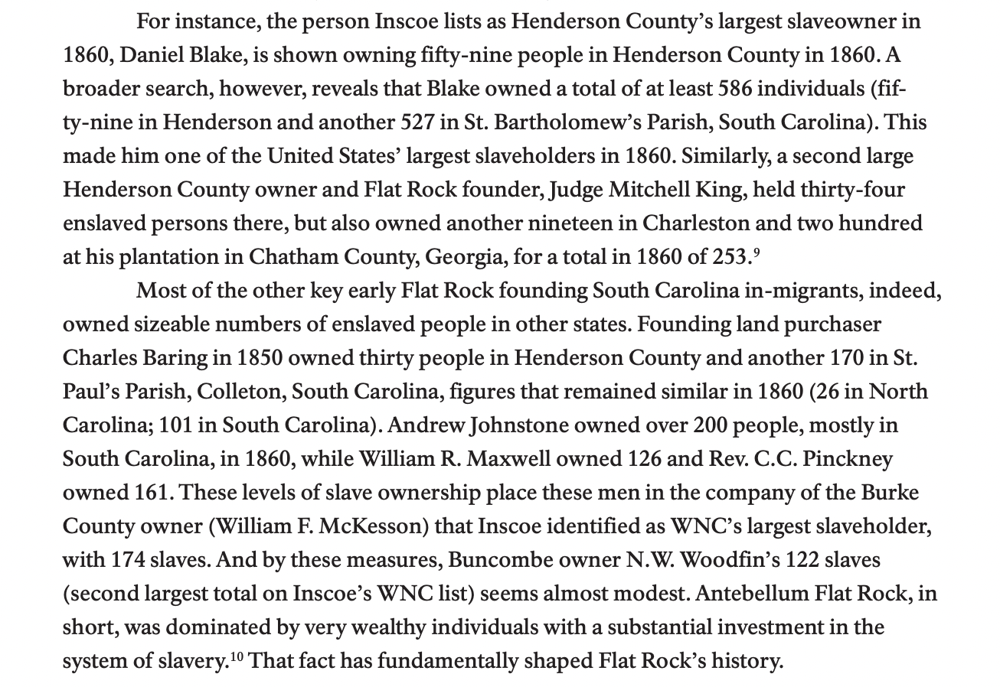 For instance, the person Inscoe lists as Henderson County’s largest slaveowner in
1860, Daniel Blake, is shown owning fifty-nine people in Henderson County in 1860. A
broader search, however, reveals that Blake owned a total of at least 586 individuals (fif-
ty-nine in Henderson and another 527 in St. Bartholomew’s Parish, South Carolina). This
made him one of the United States’ largest slaveholders in 1860. Similarly, a second large
Henderson County owner and Flat Rock founder, Judge Mitchell King, held thirty-four
enslaved persons there, but also owned another nineteen in Charleston and two hundred
at his plantation in Chatham County, Georgia, for a total in 1860 of 253.⁹
Most of the other key early Flat Rock founding South Carolina in-migrants, indeed,
owned sizeable numbers of enslaved people in other states. Founding land purchaser
Charles Baring in 1850 owned thirty people in Henderson County and another 170 in St.
Paul’s Parish, Colleton, South Carolina, figures that remained similar in 1860 (26 in North
Carolina; 101 in South Carolina). Andrew Johnstone owned over 200 people, mostly in
South Carolina, in 1860, while William R. Maxwell owned 126 and Rev. C.C. Pinckney
owned 161. These levels of slave ownership place these men in the company of the Burke
County owner (William F. McKesson) that Inscoe identified as WNC’s largest slaveholder,
with 174 slaves. And by these measures, Buncombe owner N.W. Woodfin’s 122 slaves
(second largest total on Inscoe’s WNC list) seems almost modest. Antebellum Flat Rock, in
short, was dominated by very wealthy individuals with a substantial investment in the
system of slavery.¹⁰ That fact has fundamentally shaped Flat Rock’s history.